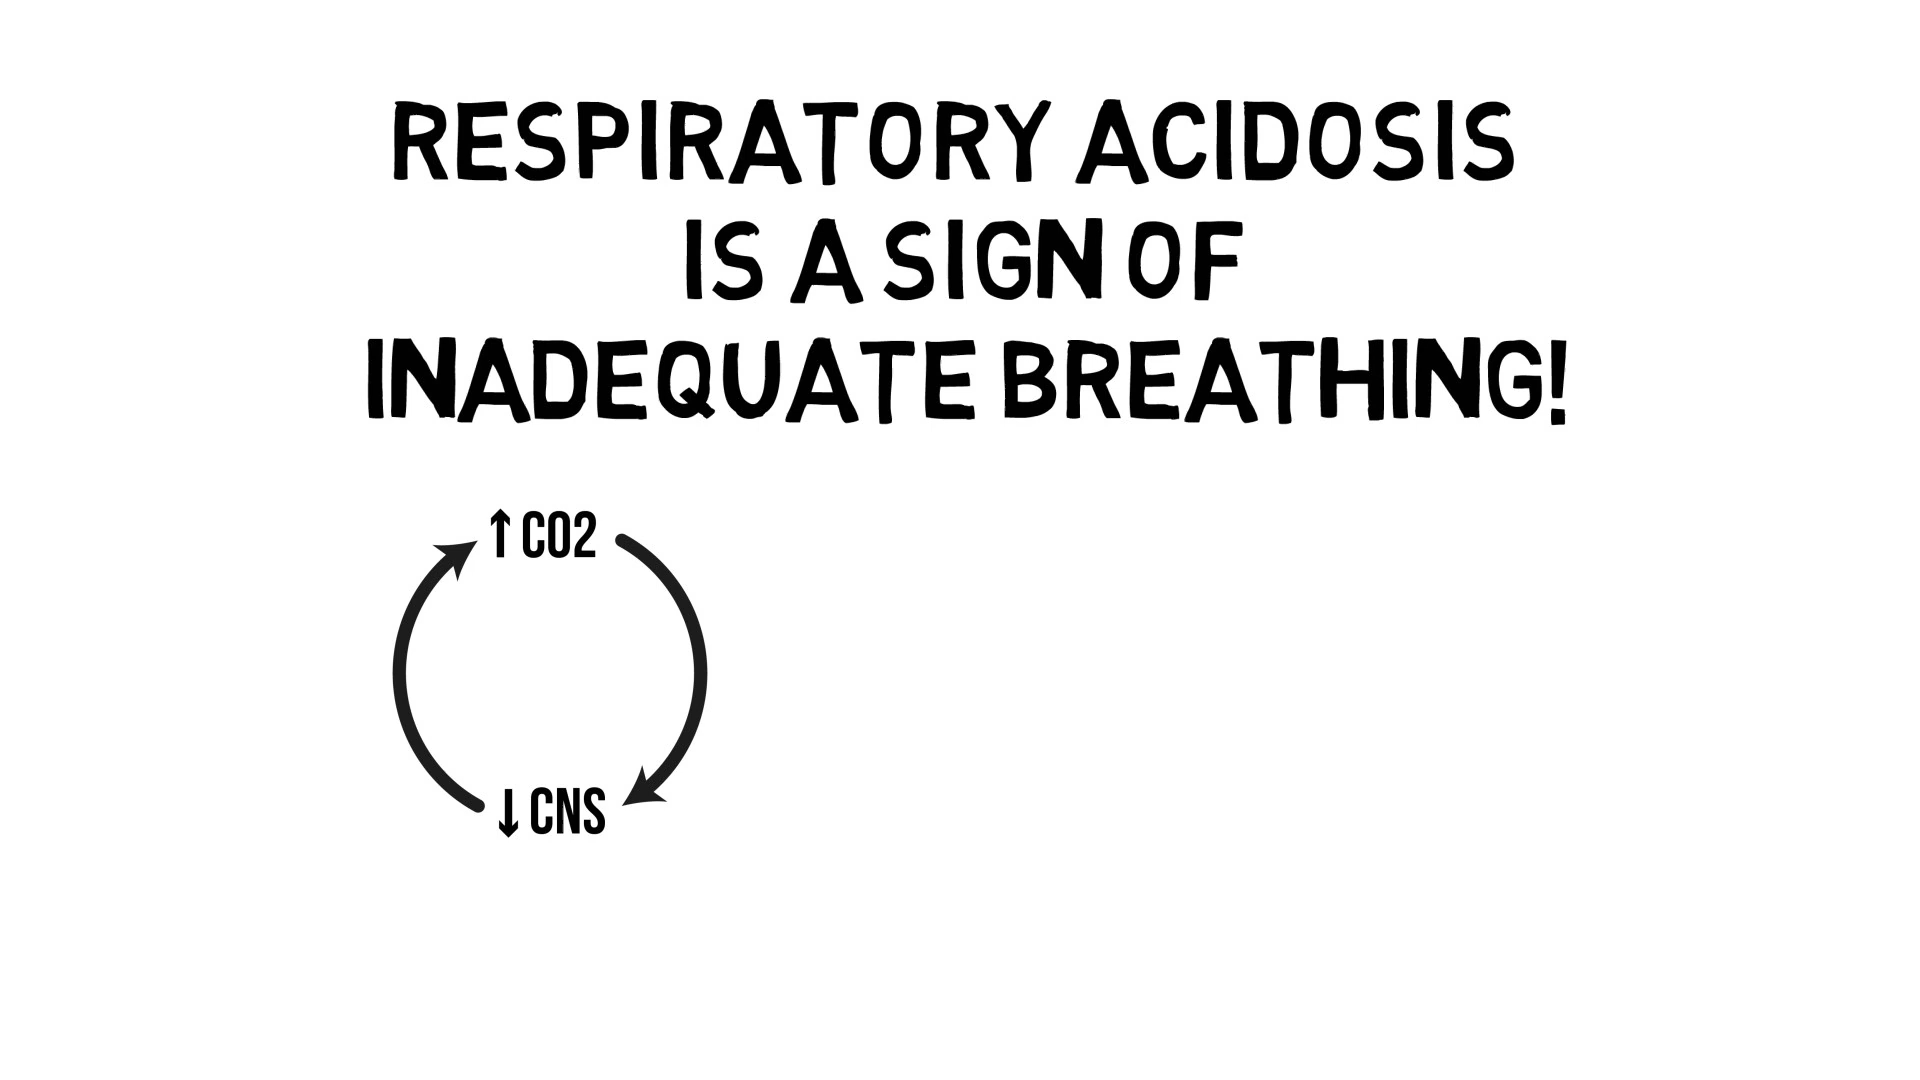 RESPIRATORY ACIDOSIS
IS A SIGN OF
INADEQUATE BREATHING!
↑ CO2
↓ CNS